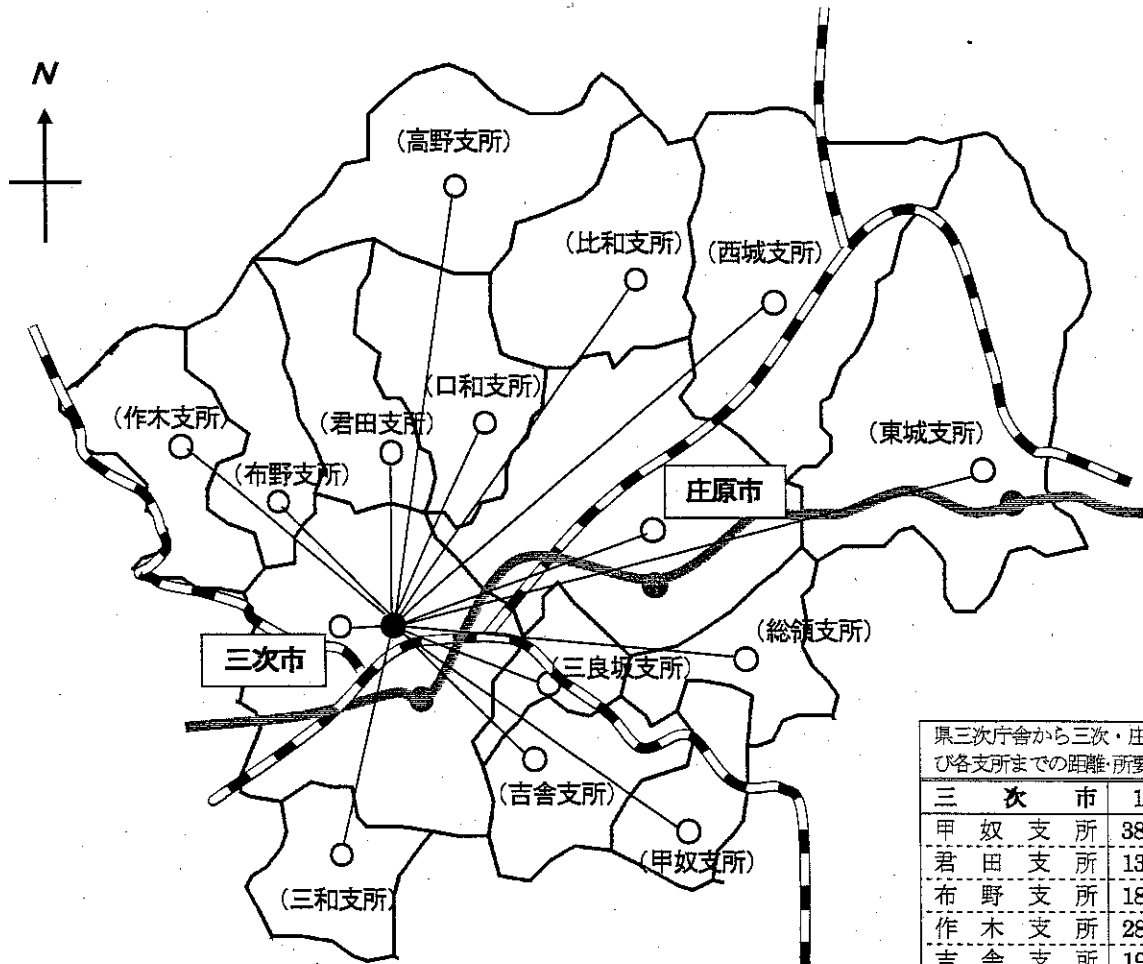 N
(高野支所)
(比和支所)
(西城支所)
(口和支所)
(作木支所)
(君田支所)
(東城支所)
(布野支所)
庄原市
(総領支所)
三次市
(三良坂支所)
(吉舎支所)
(甲奴支所)
(三和支所)
県三次庁舎から三次・庄
び各支所までの距離・所要
三次市 1
甲奴支所 38
君田支所 13
布野支所 18
作木支所 28
吉舎支所 19